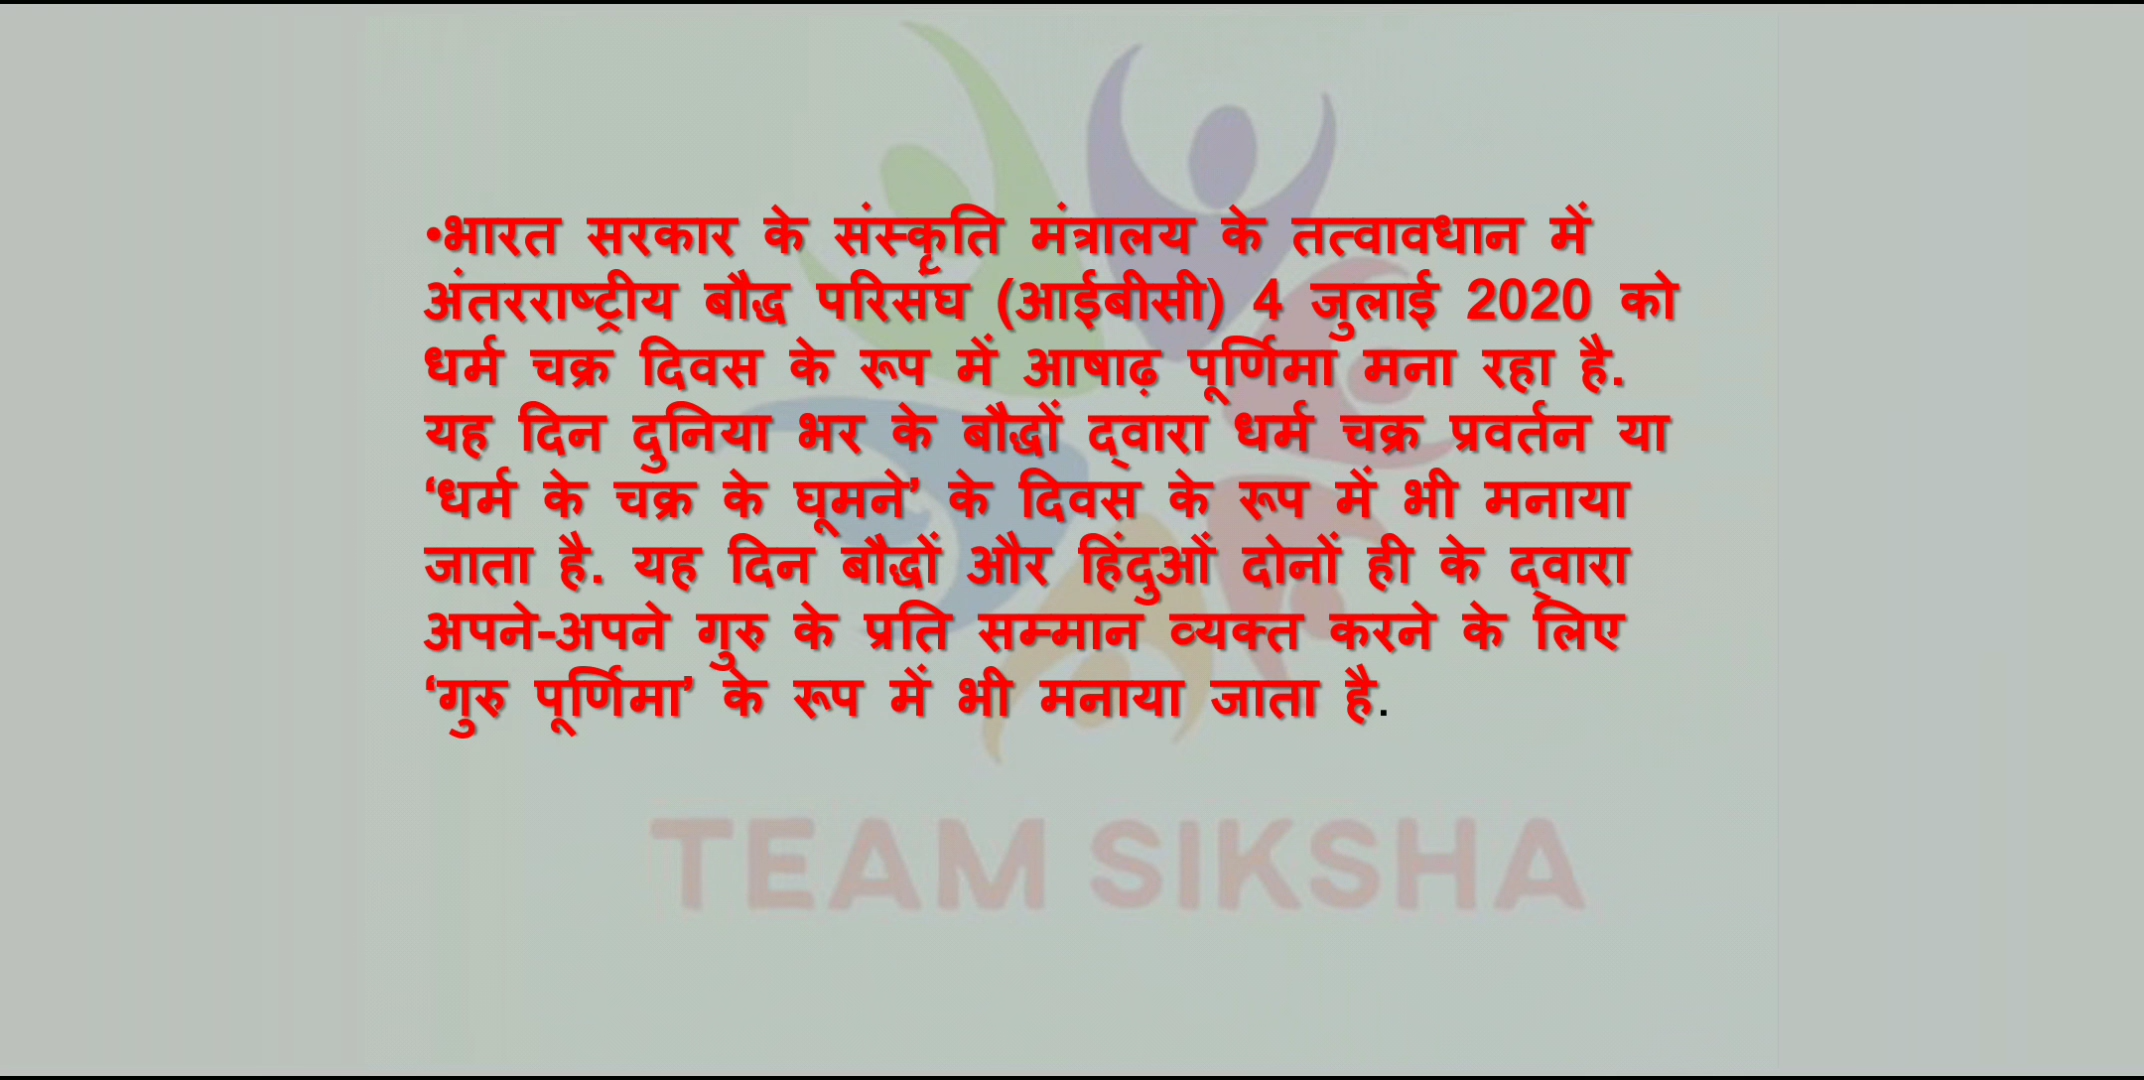 •भारत सरकार के संस्कृति मंत्रालय के तत्वावधान में
अंतरराष्ट्रीय बौद्ध परिसंघ (आईबीसी) 4 जुलाई 2020 को
धर्म चक्र दिवस के रूप में आषाढ़ पूर्णिमा मना रहा है.
यह दिन दुनिया भर के बौद्धों द्वारा धर्म चक्र प्रवर्तन या
‘धर्म के चक्र के घूमने’ के दिवस के रूप में भी मनाया
जाता है. यह दिन बौद्धों और हिंदुओं दोनों ही के द्वारा
अपने-अपने गुरु के प्रति सम्मान व्यक्त करने के लिए
‘गुरु पूर्णिमा’ के रूप में भी मनाया जाता है.
TEAM SIKSHA